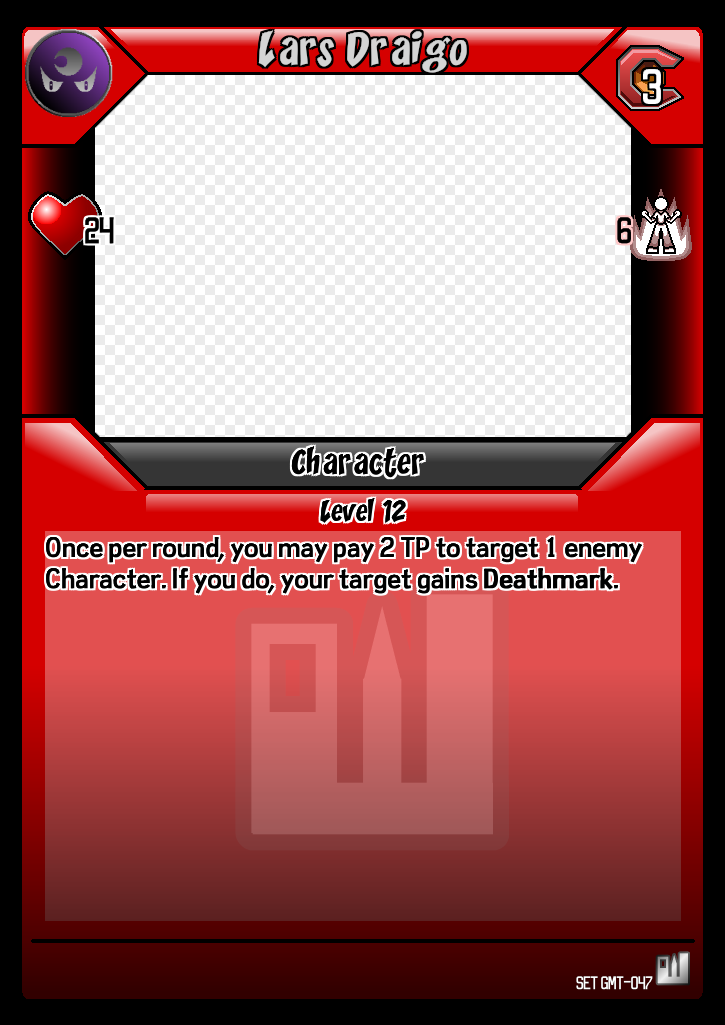 Lars Draigo
3
24
6
Character
Level 12
Once per round, you may pay 2 TP to target 1 enemy
Character. If you do, your target gains Deathmark.
SET GMT-047